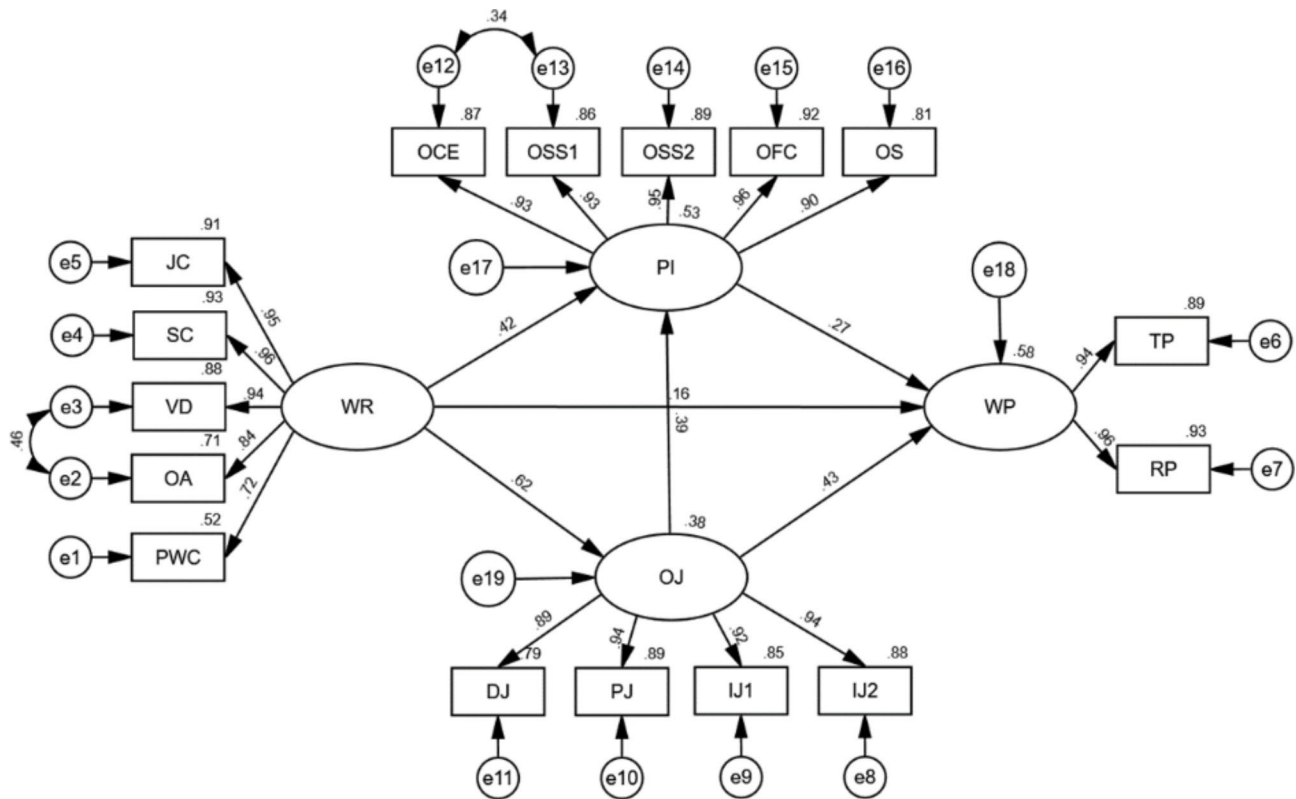 .34
e12 e13 e14 e15 e16
.87 .86 .89 .92 .81
OCE OSS1 OSS2 OFC OS
.93 .93 .95 .96 .90
.53
e17 PI
.91
e5 JC
.95
.93
e4 SC
.96
.88
e3 VD
.94
.46
.71
e2 OA
.84
.52
e1 PWC
.72
WR
.42
.27
.16
.39
.62
.43
e18
.58
WP
.89
TP e6
.94
.93
RP e7
.96
.38
e19 OJ
.89 .94 .92 .94
.79 .89 .85 .88
DJ PJ IJ1 IJ2
e11 e10 e9 e8